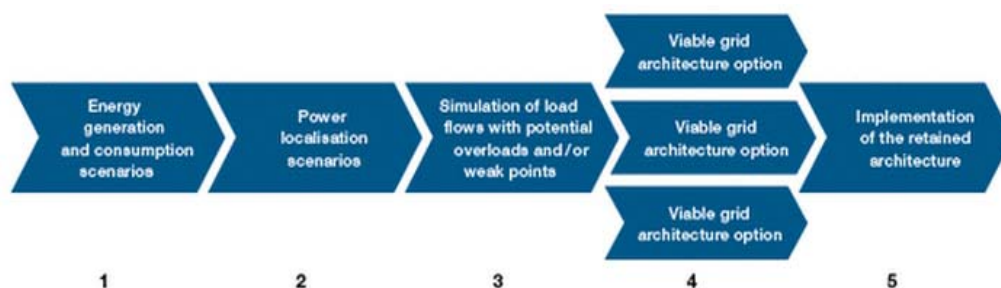 Energy
generation
and consumption
scenarios
Power
localisation
scenarios
Simulation of load
flows with potential
overloads and/or
weak points
Viable grid
architecture option
Viable grid
architecture option
Viable grid
architecture option
Implementation
of the retained
architecture
1
2
3
4
5